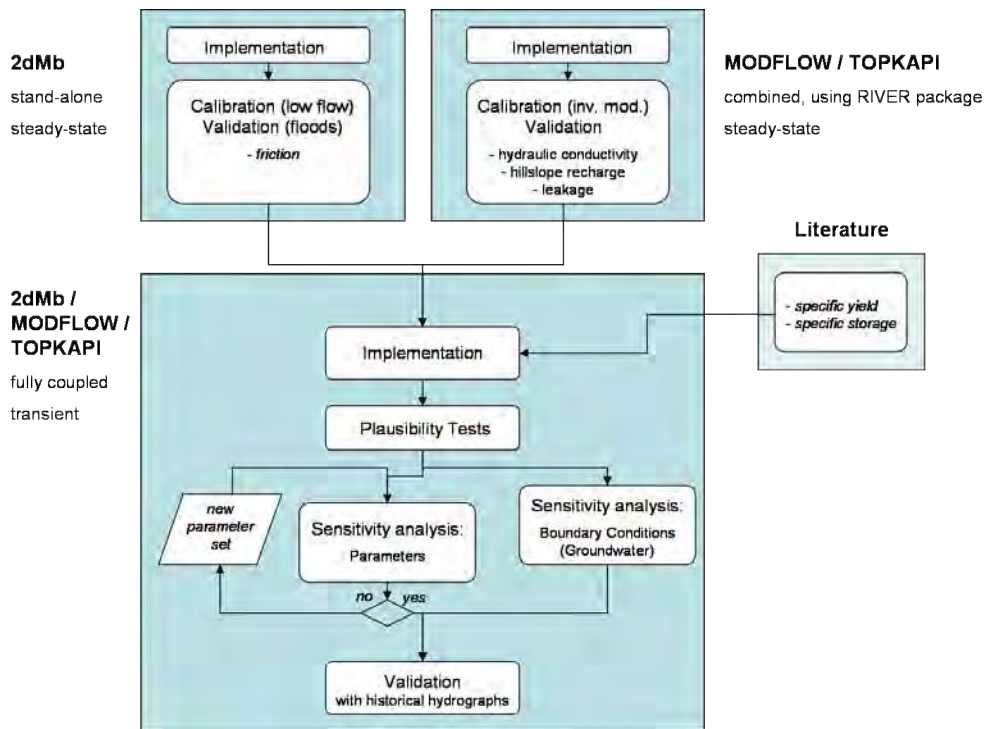 2dMb
stand-alone
steady-state
Implementation
Calibration (low flow)
Validation (floods)
- friction
Implementation
Calibration (inv. mod.)
Validation
- hydraulic conductivity
- hillslope recharge
- leakage
MODFLOW / TOPKAPI
combined, using RIVER package
steady-state
Literature
- specific yield
- specific storage
2dMb /
MODFLOW /
TOPKAPI
fully coupled
transient
Implementation
Plausibility Tests
new
parameter
set
Sensitivity analysis:
Parameters
Sensitivity analysis:
Boundary Conditions
(Groundwater)
no
yes
Validation
with historical hydrographs